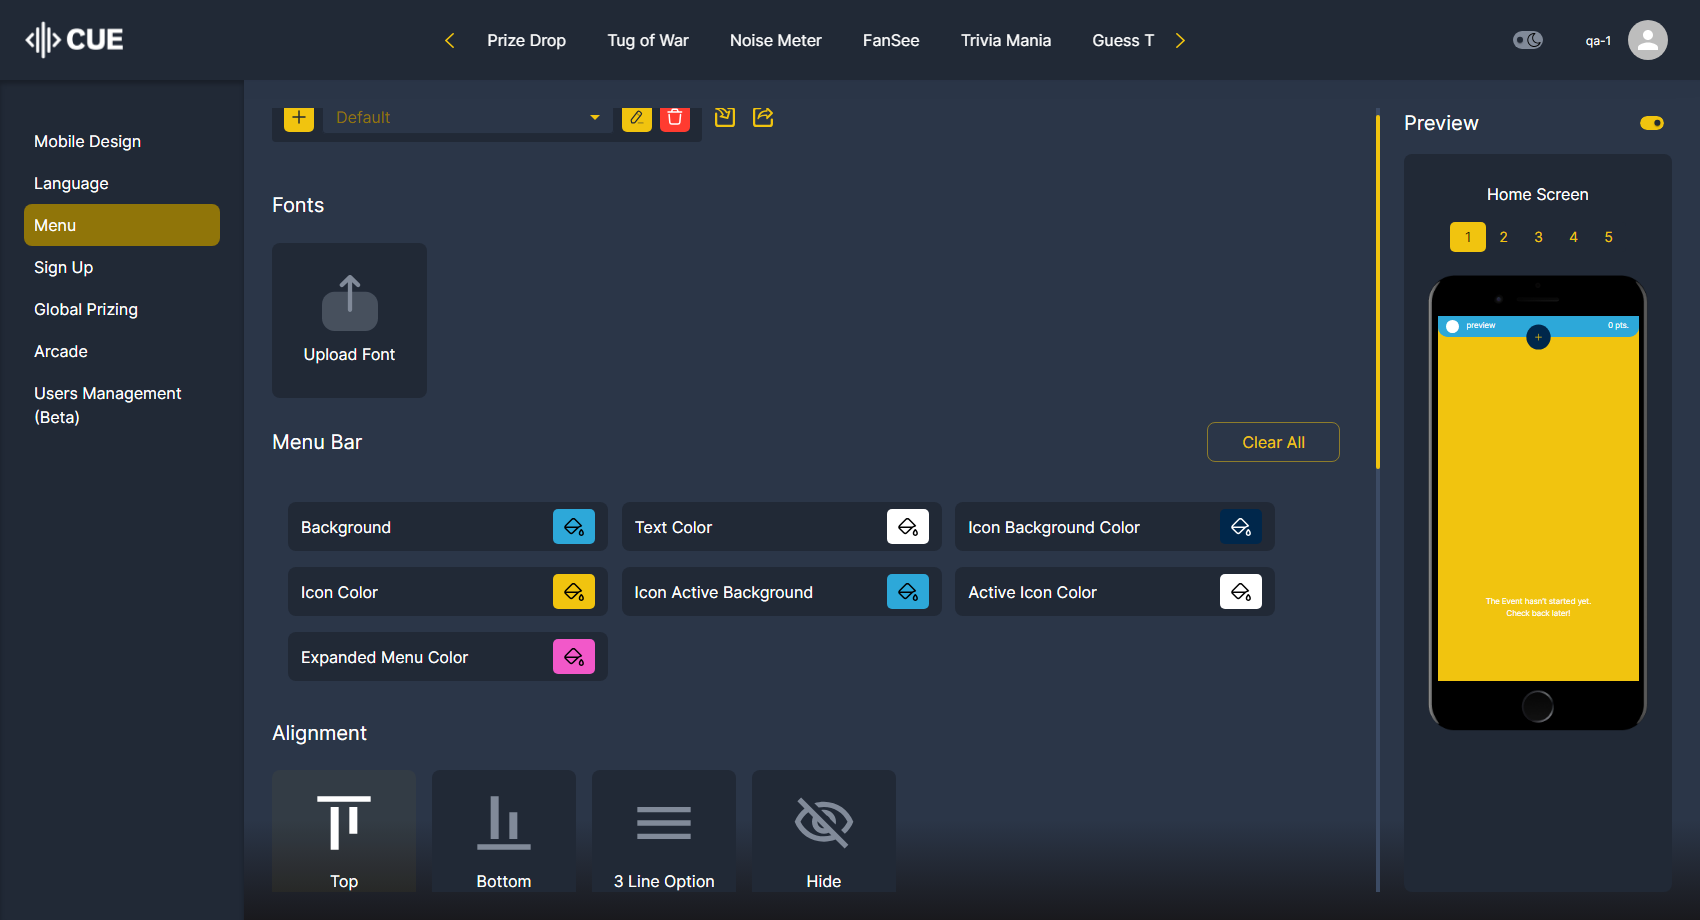 CUE
Prize Drop
Tug of War
Noise Meter
FanSee
Trivia Mania
Guess T
qa-1
Mobile Design
Language
Menu
Sign Up
Global Prizing
Arcade
Users Management
(Beta)
Default
Fonts
Upload Font
Menu Bar
Clear All
Background
Text Color
Icon Background Color
Icon Color
Icon Active Background
Active Icon Color
Expanded Menu Color
Alignment
Top
Bottom
3 Line Option
Hide
Preview
Home Screen
1 2 3 4 5
preview
0 pts.
The Event hasn't started yet.
Check back later!